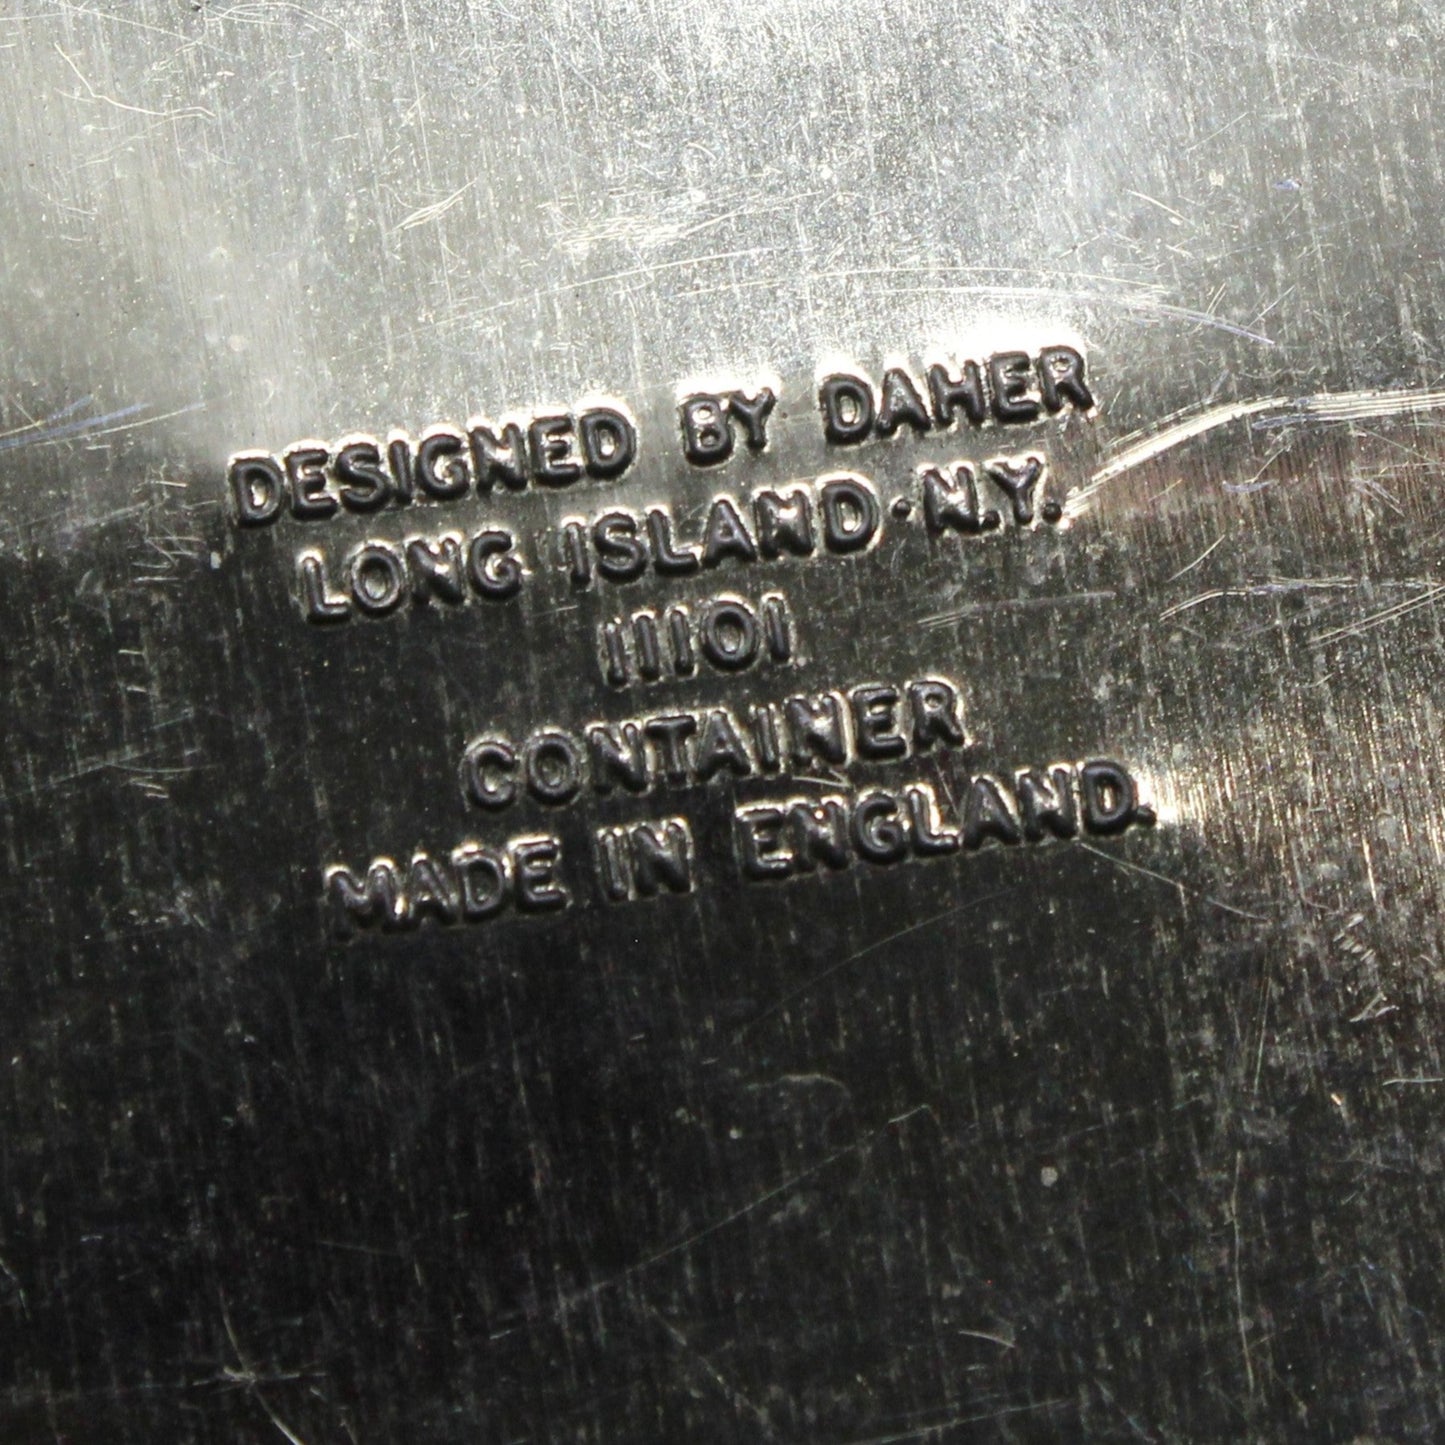 DESIGNED BY DAHER
LONG ISLAND·N.Y.
11101
CONTAINER
MADE IN ENGLAND.